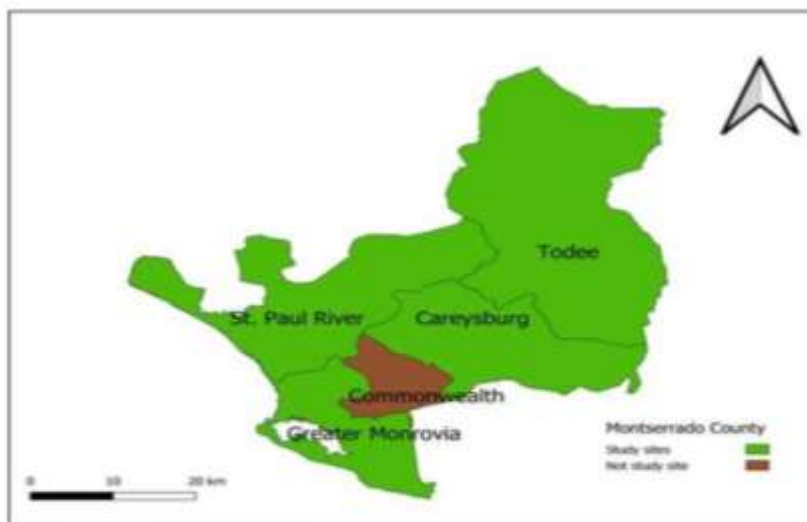 Todee
St. Paul River
Careysburg
Commonwealth
Greater Monrovia
Montserrado County
Study sites
Not study site
0 10 20 km